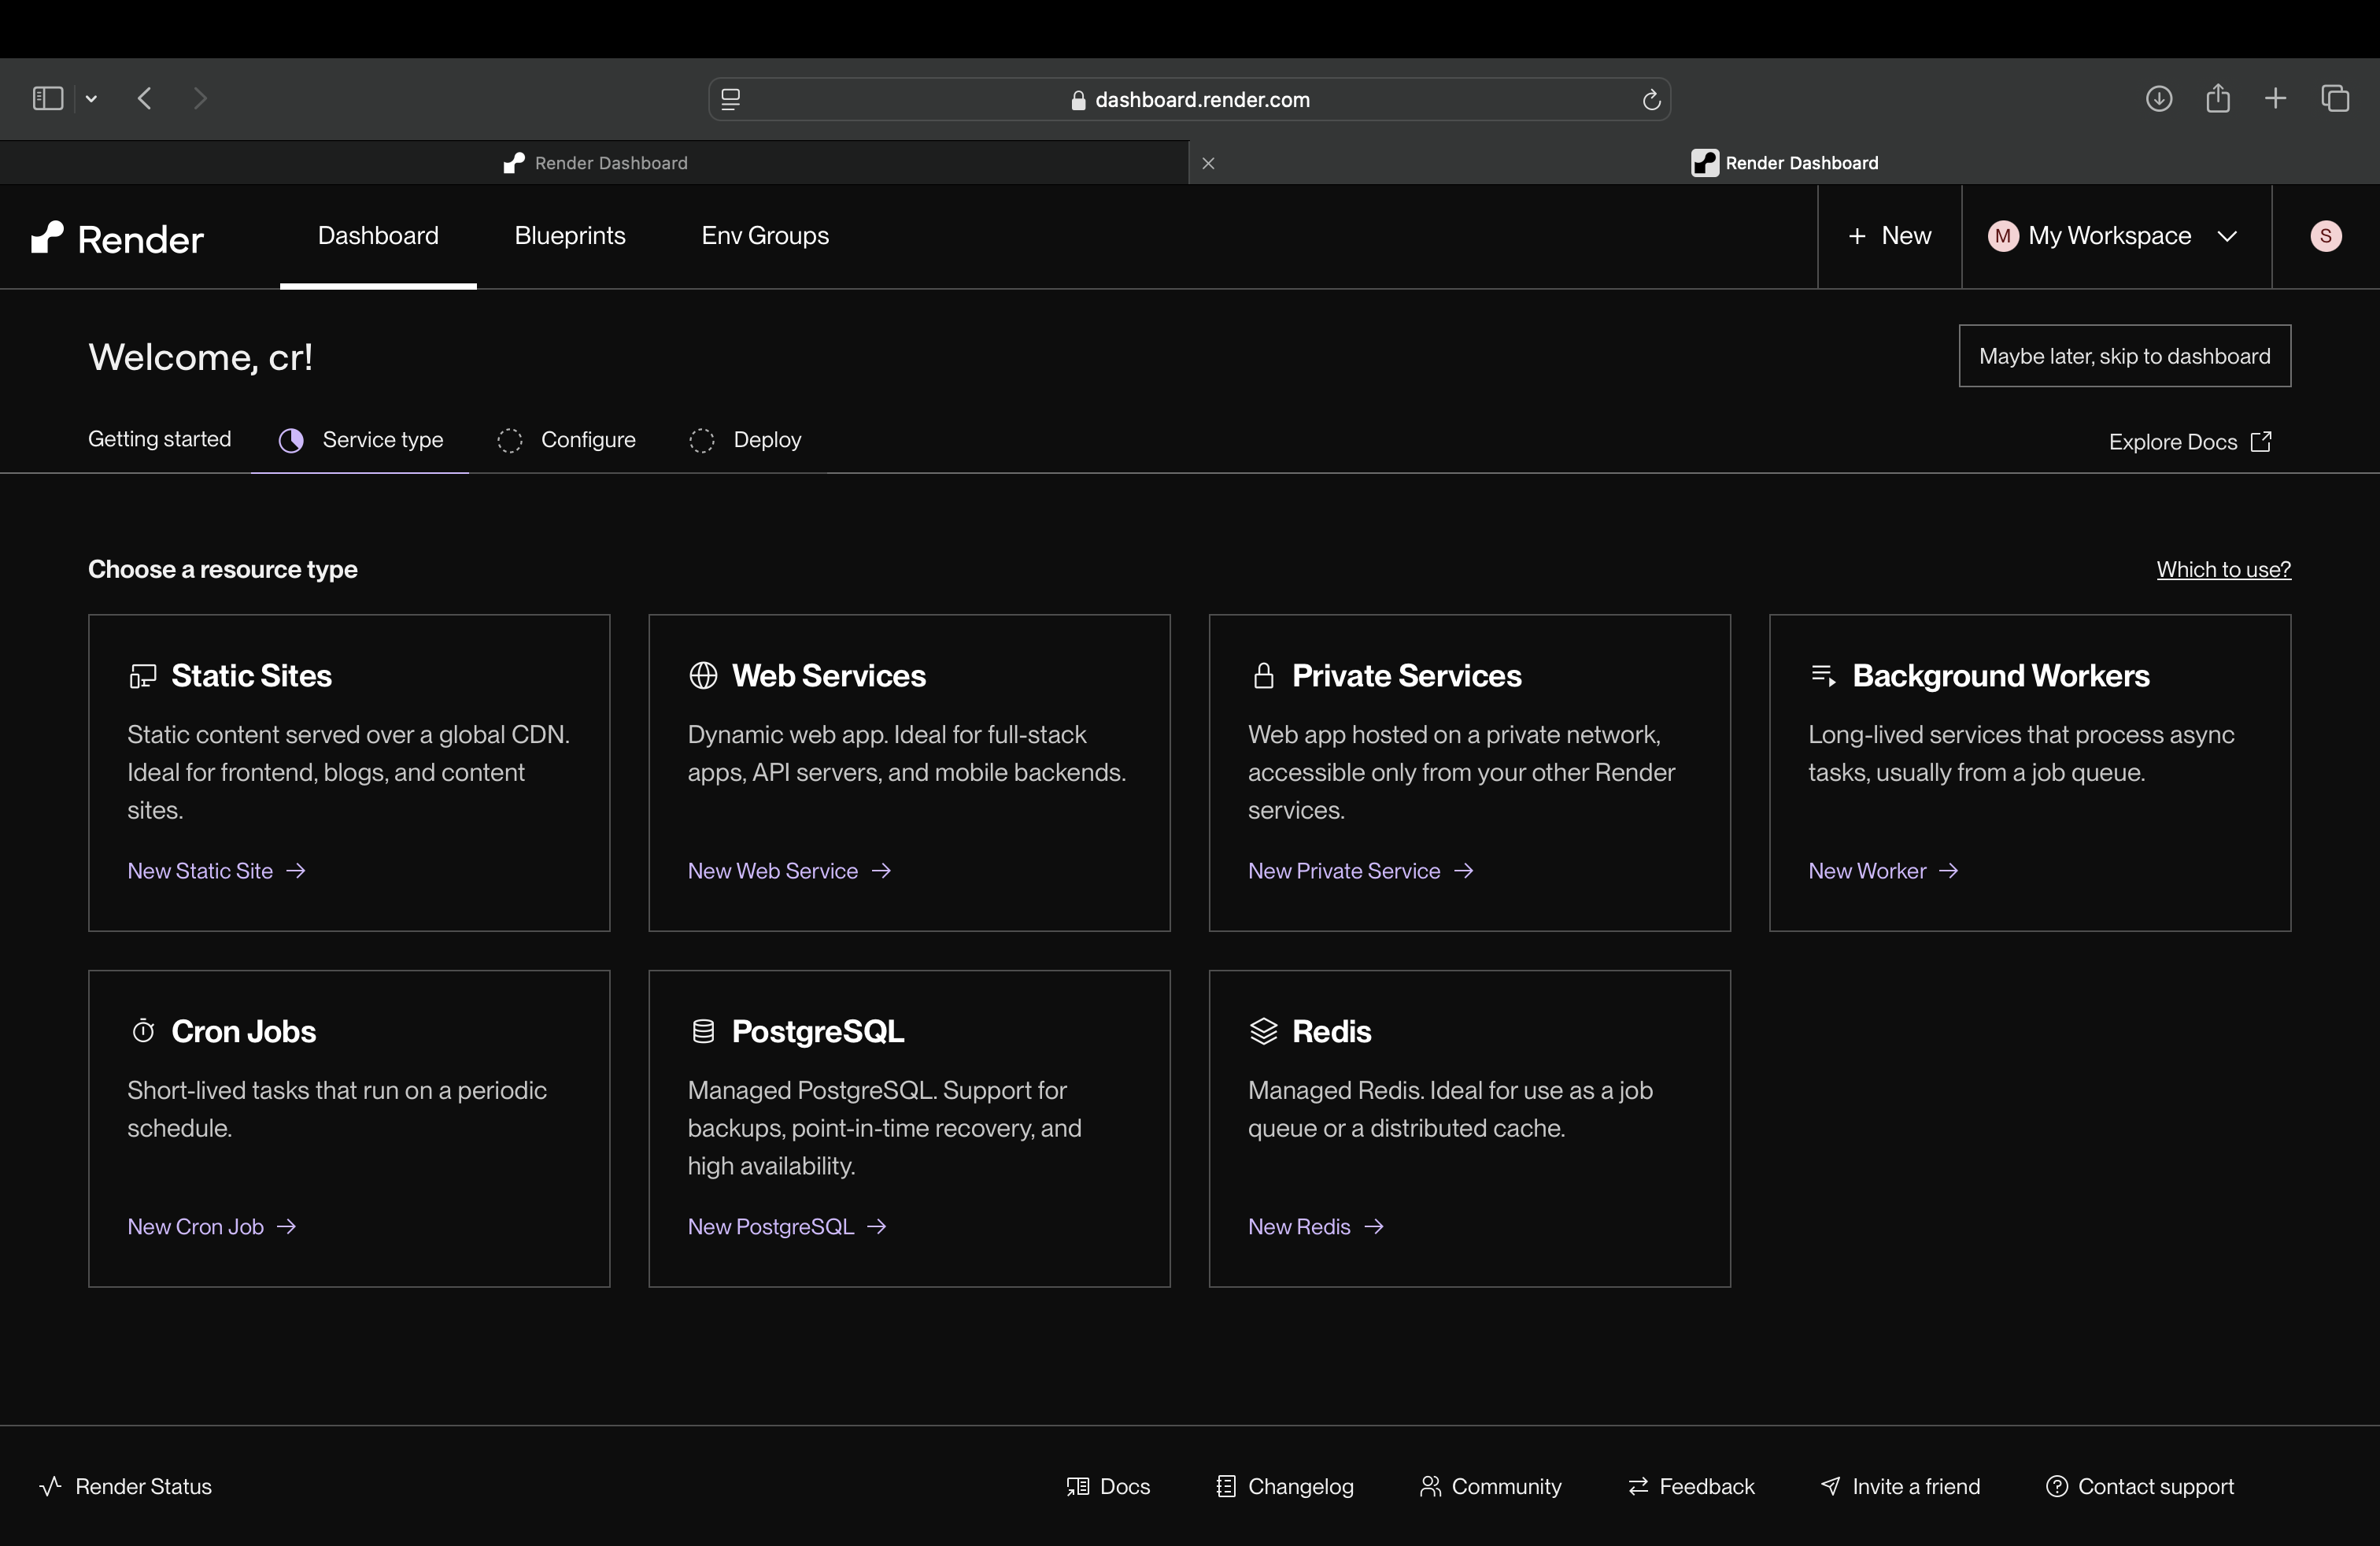 dashboard.render.com
Render Dashboard
Render Dashboard
Render
Dashboard
Blueprints
Env Groups
+ New
M My Workspace
S
Welcome, cr!
Maybe later, skip to dashboard
Getting started
Service type
Configure
Deploy
Explore Docs
Choose a resource type
Which to use?
Static Sites
Static content served over a global CDN.
Ideal for frontend, blogs, and content
sites.
New Static Site →
Web Services
Dynamic web app. Ideal for full-stack
apps, API servers, and mobile backends.
New Web Service →
Private Services
Web app hosted on a private network,
accessible only from your other Render
services.
New Private Service →
Background Workers
Long-lived services that process async
tasks, usually from a job queue.
New Worker →
Cron Jobs
Short-lived tasks that run on a periodic
schedule.
New Cron Job →
PostgreSQL
Managed PostgreSQL. Support for
backups, point-in-time recovery, and
high availability.
New PostgreSQL →
Redis
Managed Redis. Ideal for use as a job
queue or a distributed cache.
New Redis →
Render Status
Docs
Changelog
Community
Feedback
Invite a friend
Contact support